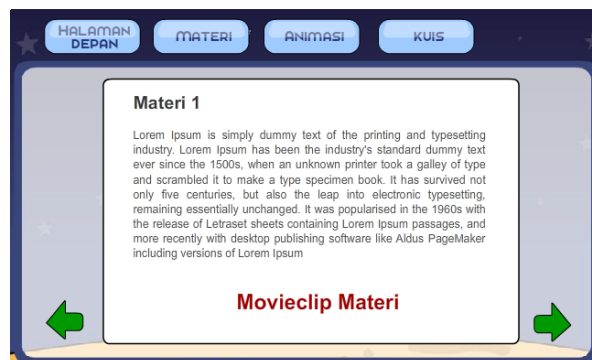 HALAMAN
DEPAN
MATERI
ANIMASI
KUIS
Materi 1
Lorem Ipsum is simply dummy text of the printing and typesetting
industry. Lorem Ipsum has been the industry's standard dummy text
ever since the 1500s, when an unknown printer took a galley of type
and scrambled it to make a type specimen book. It has survived not
only five centuries, but also the leap into electronic typesetting,
remaining essentially unchanged. It was popularised in the 1960s with
the release of Letraset sheets containing Lorem Ipsum passages, and
more recently with desktop publishing software like Aldus PageMaker
including versions of Lorem Ipsum
Movieclip Materi